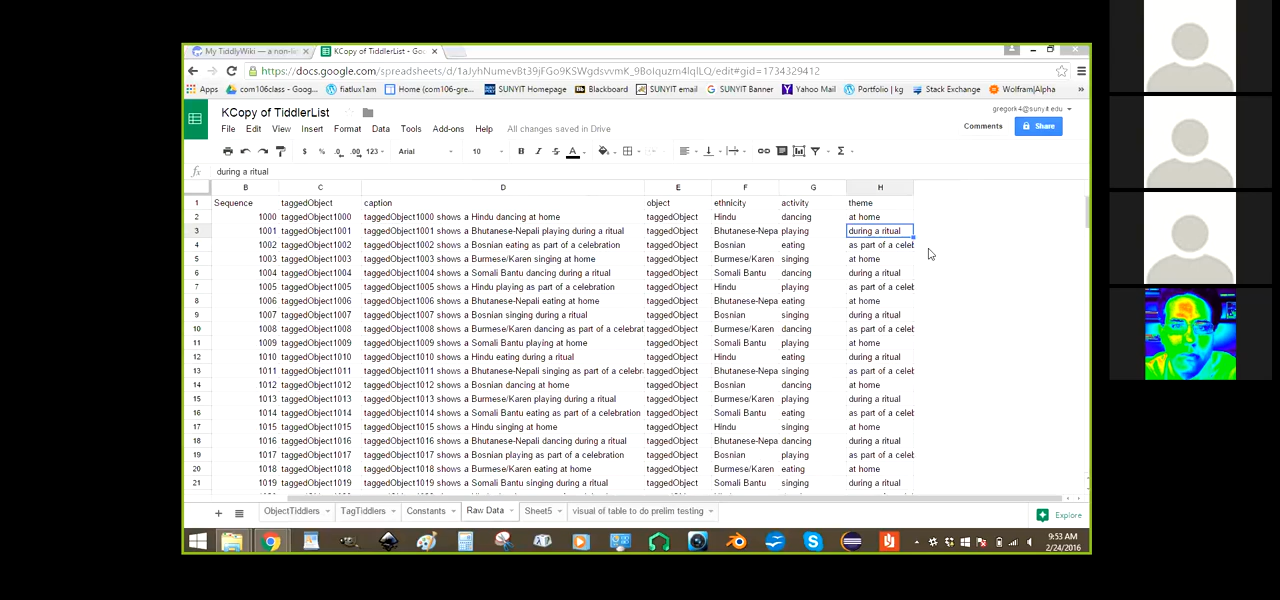 My TiddlyWiki — a non-li
KCopy of TiddlerList - Goo
https://docs.google.com/spreadsheets/d/1aJyhNumevBt39jFGo9KSWgdsvvmK_9BoIquzm4lqlLQ/edit#gid=1734329412
Apps com106class - Goog... fiatlux1am Home (com106-gre... SUNYIT Homepage Blackboard SUNYIT email SUNYIT Banner Yahoo Mail Portfolio | kg Stack Exchange Wolfram|Alpha »
KCopy of TiddlerList
gregork4@sunyit.edu
File Edit View Insert Format Data Tools Add-ons Help All changes saved in Drive
Comments Share
$ % .0 .00 123 Arial 10 B I S A Σ
fx during a ritual
B C D E F G H
1 Sequence taggedObject caption object ethnicity activity theme
2 1000 taggedObject1000 taggedObject1000 shows a Hindu dancing at home taggedObject Hindu dancing at home
3 1001 taggedObject1001 taggedObject1001 shows a Bhutanese-Nepali playing during a ritual taggedObject Bhutanese-Nepa playing during a ritual
4 1002 taggedObject1002 taggedObject1002 shows a Bosnian eating as part of a celebration taggedObject Bosnian eating as part of a celeb
5 1003 taggedObject1003 taggedObject1003 shows a Burmese/Karen singing at home taggedObject Burmese/Karen singing at home
6 1004 taggedObject1004 taggedObject1004 shows a Somali Bantu dancing during a ritual taggedObject Somali Bantu dancing during a ritual
7 1005 taggedObject1005 taggedObject1005 shows a Hindu playing as part of a celebration taggedObject Hindu playing as part of a celeb
8 1006 taggedObject1006 taggedObject1006 shows a Bhutanese-Nepali eating at home taggedObject Bhutanese-Nepa eating at home
9 1007 taggedObject1007 taggedObject1007 shows a Bosnian singing during a ritual taggedObject Bosnian singing during a ritual
10 1008 taggedObject1008 taggedObject1008 shows a Burmese/Karen dancing as part of a celebrat taggedObject Burmese/Karen dancing as part of a celeb
11 1009 taggedObject1009 taggedObject1009 shows a Somali Bantu playing at home taggedObject Somali Bantu playing at home
12 1010 taggedObject1010 taggedObject1010 shows a Hindu eating during a ritual taggedObject Hindu eating during a ritual
13 1011 taggedObject1011 taggedObject1011 shows a Bhutanese-Nepali singing as part of a celeb taggedObject Bhutanese-Nepa singing as part of a celeb
14 1012 taggedObject1012 taggedObject1012 shows a Bosnian dancing at home taggedObject Bosnian dancing at home
15 1013 taggedObject1013 taggedObject1013 shows a Burmese/Karen playing during a ritual taggedObject Burmese/Karen playing during a ritual
16 1014 taggedObject1014 taggedObject1014 shows a Somali Bantu eating as part of a celebration taggedObject Somali Bantu eating as part of a celeb
17 1015 taggedObject1015 taggedObject1015 shows a Hindu singing at home taggedObject Hindu singing at home
18 1016 taggedObject1016 taggedObject1016 shows a Bhutanese-Nepali dancing during a ritual taggedObject Bhutanese-Nepa dancing during a ritual
19 1017 taggedObject1017 taggedObject1017 shows a Bosnian playing as part of a celebration taggedObject Bosnian playing as part of a celeb
20 1018 taggedObject1018 taggedObject1018 shows a Burmese/Karen eating at home taggedObject Burmese/Karen eating at home
21 1019 taggedObject1019 taggedObject1019 shows a Somali Bantu singing during a ritual taggedObject Somali Bantu singing during a ritual
ObjectTiddlers TagTiddlers Constants Raw Data Sheet5 visual of table to do prelim testing Explore
9:53 AM
2/24/2016